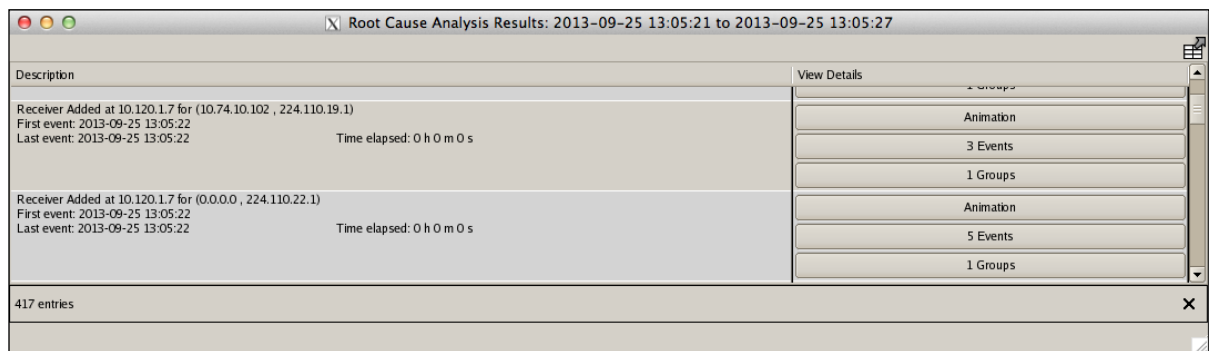 X Root Cause Analysis Results: 2013-09-25 13:05:21 to 2013-09-25 13:05:27
Description View Details
1 Groups
Receiver Added at 10.120.1.7 for (10.74.10.102 , 224.110.19.1)
First event: 2013-09-25 13:05:22
Last event: 2013-09-25 13:05:22 Time elapsed: 0 h 0 m 0 s
Animation
3 Events
1 Groups
Receiver Added at 10.120.1.7 for (0.0.0.0 , 224.110.22.1)
First event: 2013-09-25 13:05:22
Last event: 2013-09-25 13:05:22 Time elapsed: 0 h 0 m 0 s
Animation
5 Events
1 Groups
417 entries